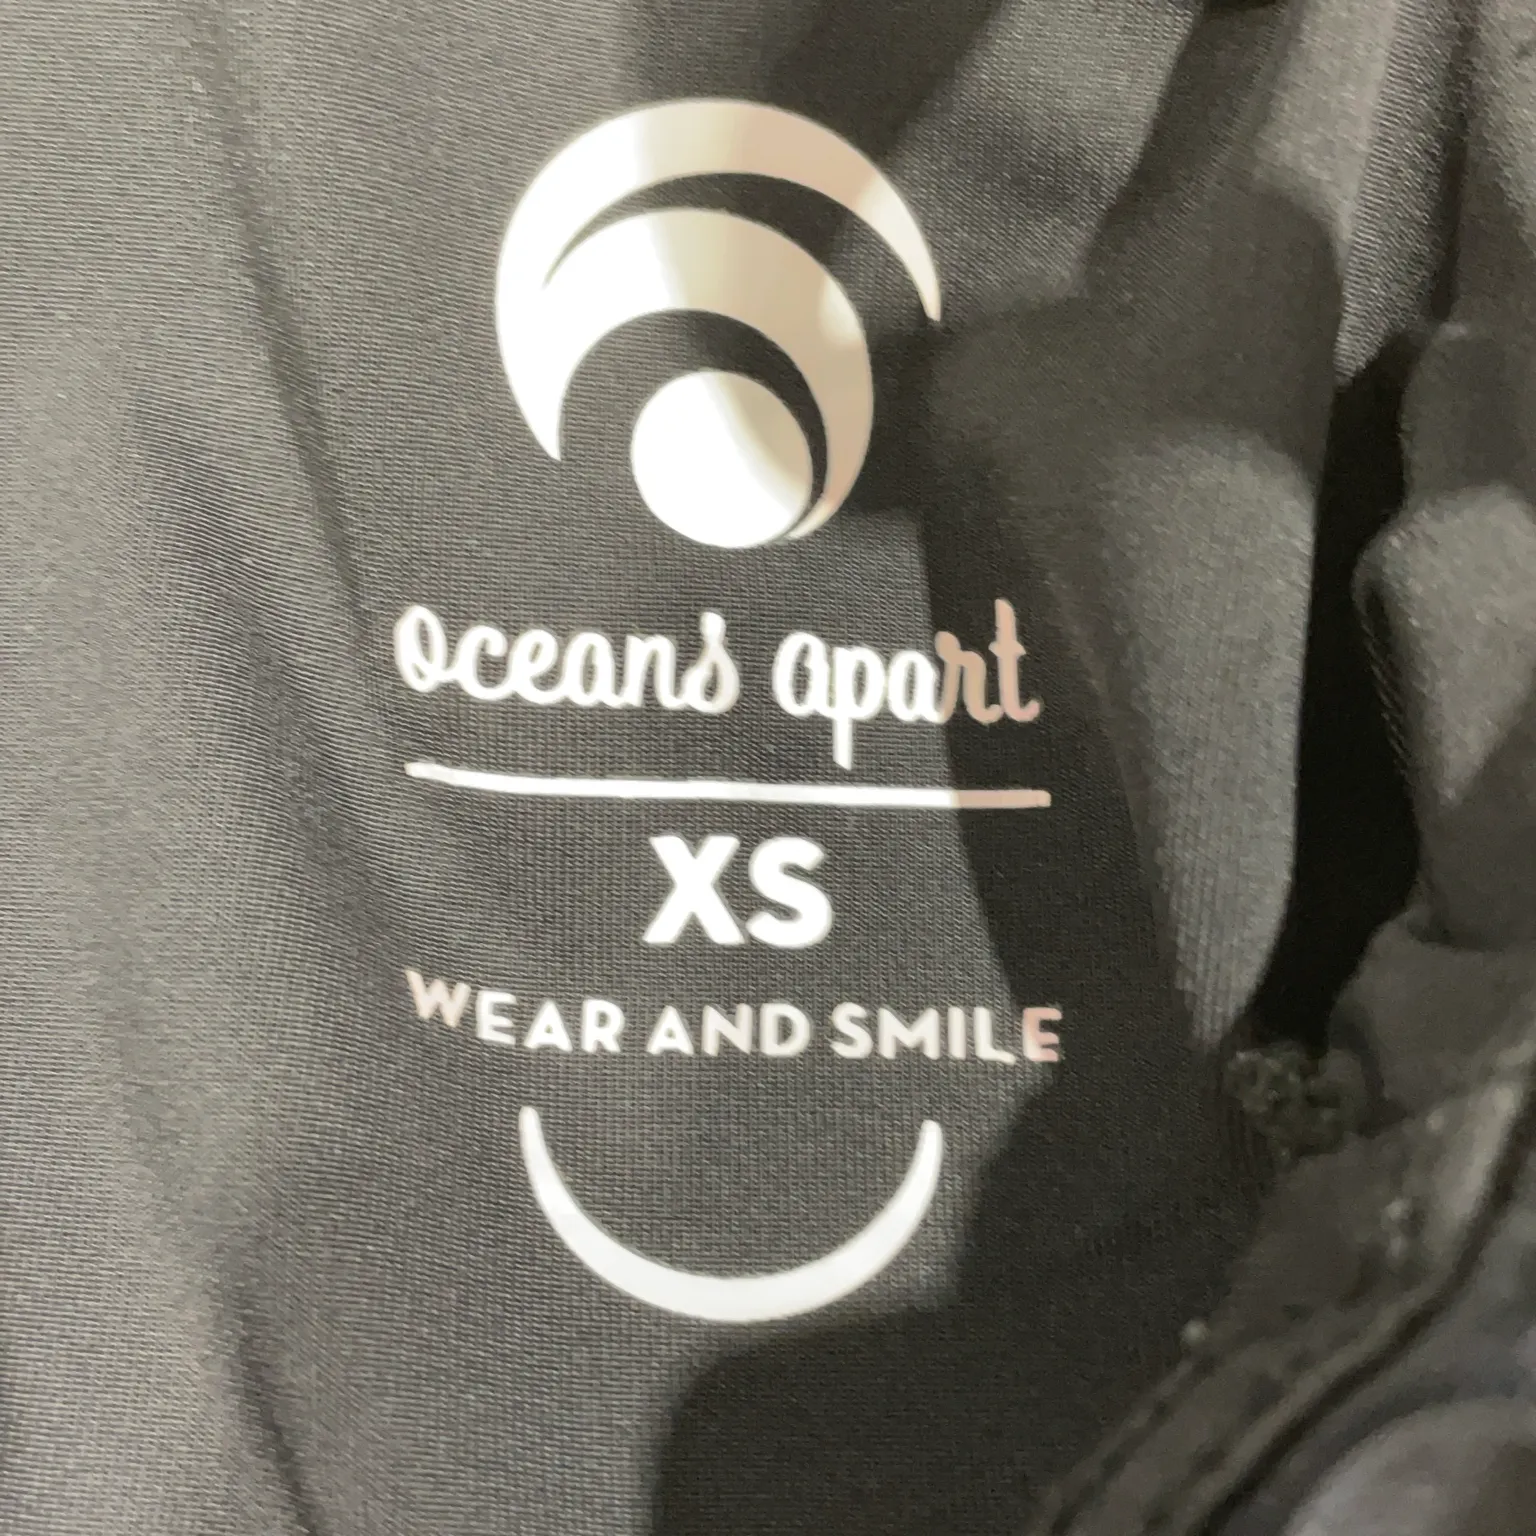 oceans apart
XS
WEAR AND SMILE